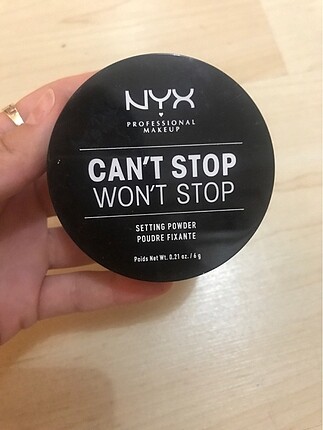 NYX
PROFESSIONAL
MAKEUP
CAN'T STOP
WON'T STOP
SETTING POWDER
POUDRE FIXANTE
Poids Net Wt. 0.21 oz. / 6 g